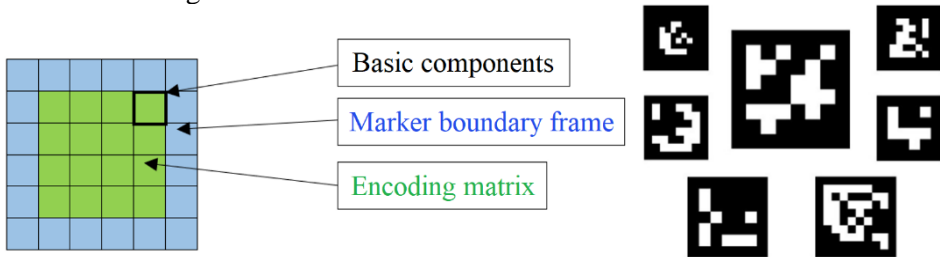 Basic components
Marker boundary frame
Encoding matrix